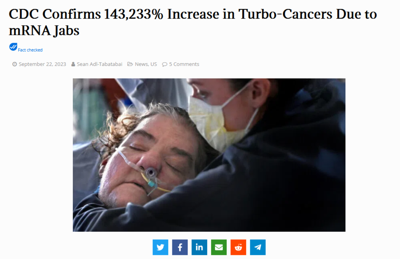 CDC Confirms 143,233% Increase in Turbo-Cancers Due to
mRNA Jabs
Fact checked
September 22, 2023 Sean Adl-Tabatabai News, US 5 Comments